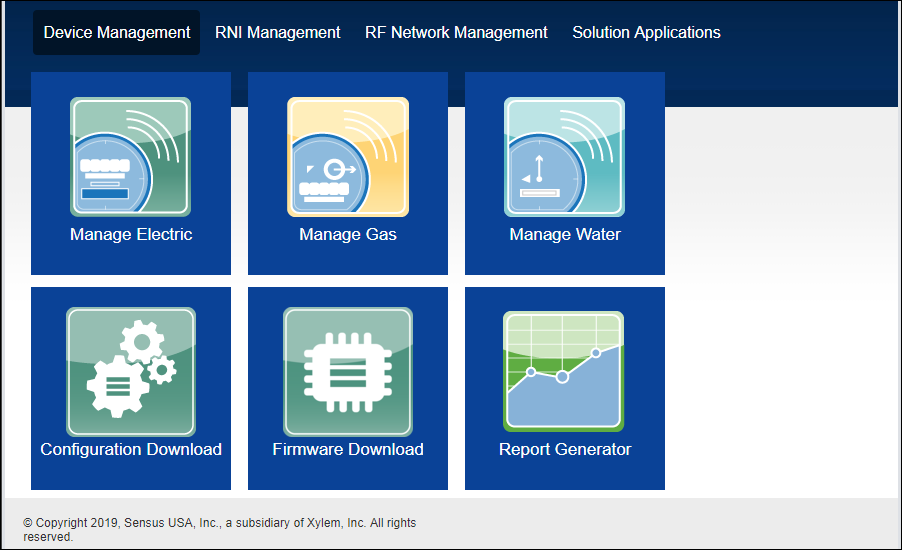 Device Management RNI Management RF Network Management Solution Applications
Manage Electric Manage Gas Manage Water
Configuration Download Firmware Download Report Generator
© Copyright 2019, Sensus USA, Inc., a subsidiary of Xylem, Inc. All rights
reserved.